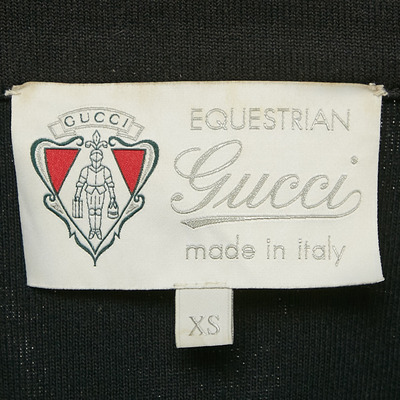 GUCCI
EQUESTRIAN
Gucci®
made in italy
XS